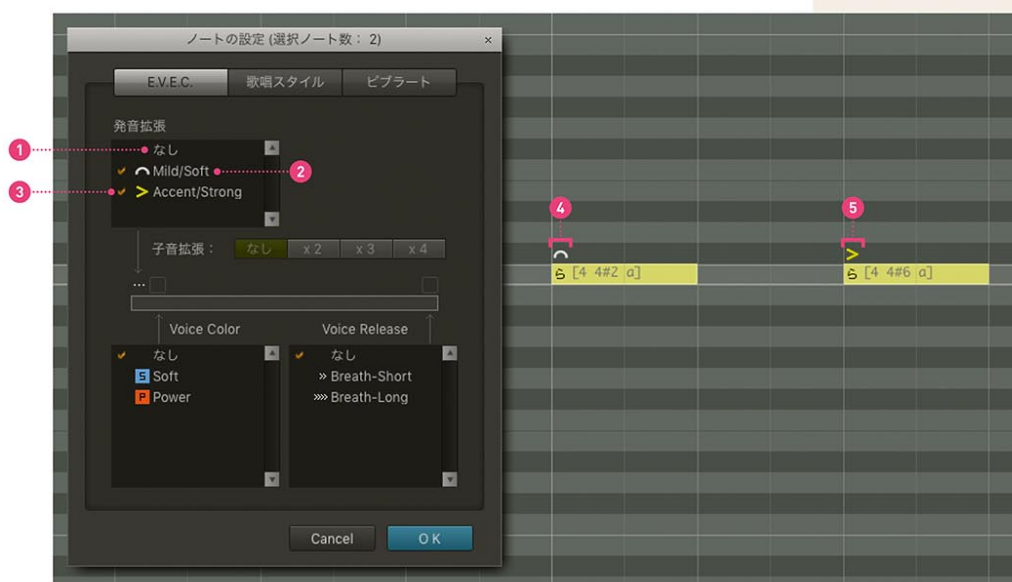 ノートの設定 (選択ノート数： 2)
×
E.V.E.C.
歌唱スタイル
ビブラート
発音拡張
1
なし
Mild/Soft
2
3
Accent/Strong
子音拡張：
なし
x 2
x 3
x 4
...
Voice Color
Voice Release
なし
S Soft
P Power
なし
» Breath-Short
»» Breath-Long
Cancel
O K
4
ら [4 4#2 a]
5
>
ら [4 4#6 a]